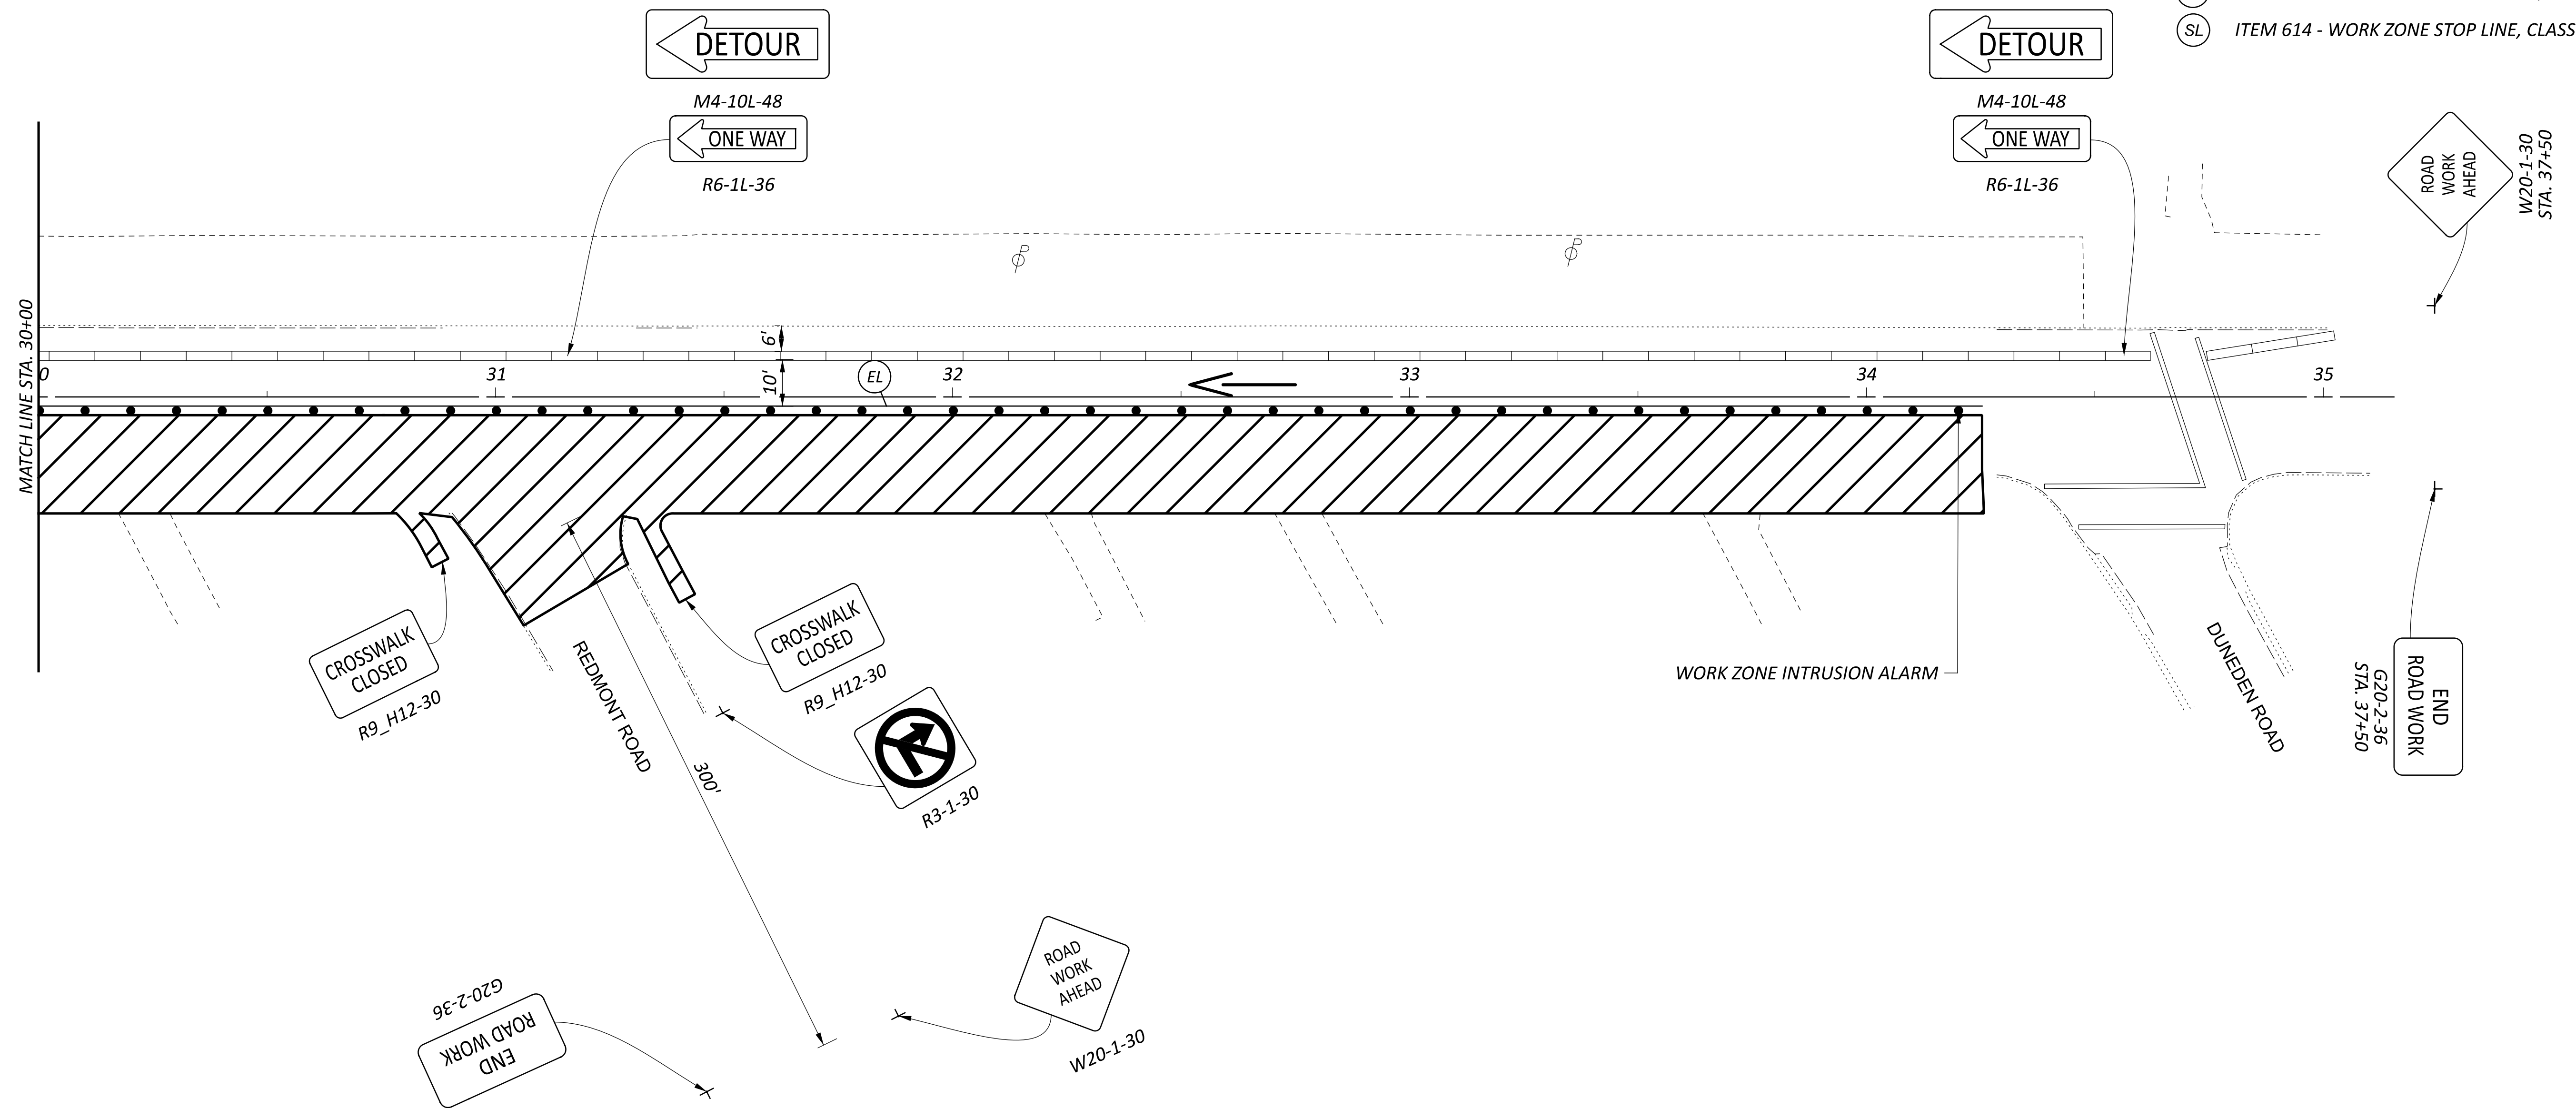 SL ITEM 614 - WORK ZONE STOP LINE, CLASS
DETOUR
M4-10L-48
ONE WAY
R6-1L-36
DETOUR
M4-10L-48
ONE WAY
R6-1L-36
ROAD
WORK
AHEAD
W20-1-30
STA. 37+50
MATCH LINE STA. 30+00
6'
10'
EL
0
31
32
33
34
35
CROSSWALK
CLOSED
R9_H12-30
REDMONT ROAD
300'
CROSSWALK
CLOSED
R9_H12-30
R3-1-30
WORK ZONE INTRUSION ALARM
DUNEDEN ROAD
END
ROAD WORK
G20-2-36
STA. 37+50
G20-2-36
END
ROAD WORK
ROAD
WORK
AHEAD
W20-1-30